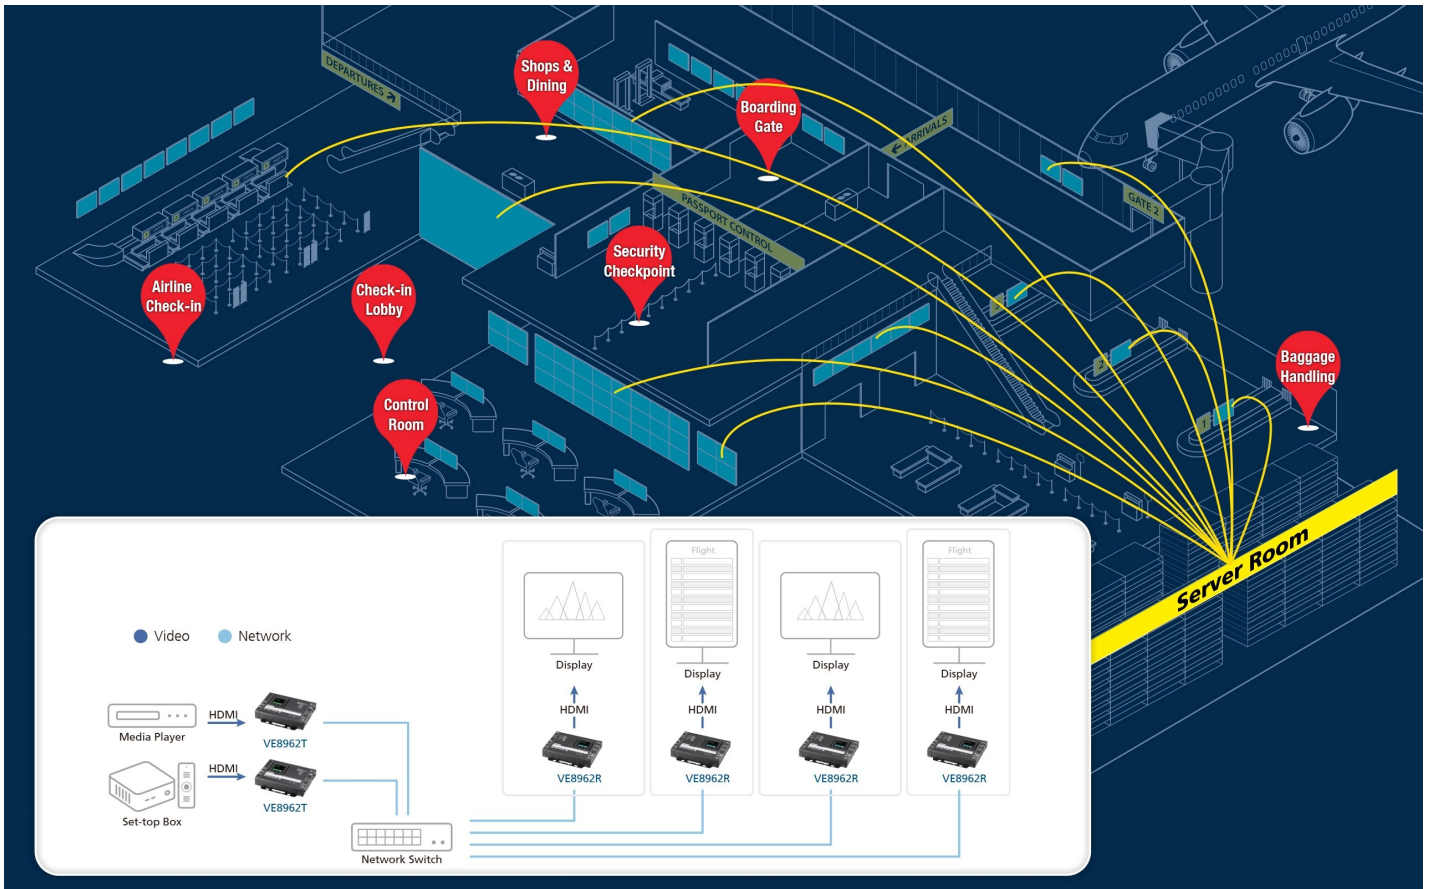 DEPARTURES
Shops &
Dining
Boarding
Gate
ARRIVALS
GATE 2
PASSPORT CONTROL
Security
Checkpoint
Airline
Check-in
Check-in
Lobby
Control
Room
2
1
Baggage
Handling
Server Room
Video
Network
Flight
Flight
Display
Display
Display
Display
HDMI
HDMI
HDMI
HDMI
VE8962R
VE8962R
VE8962R
VE8962R
HDMI
Media Player
VE8962T
HDMI
Set-top Box
VE8962T
Network Switch